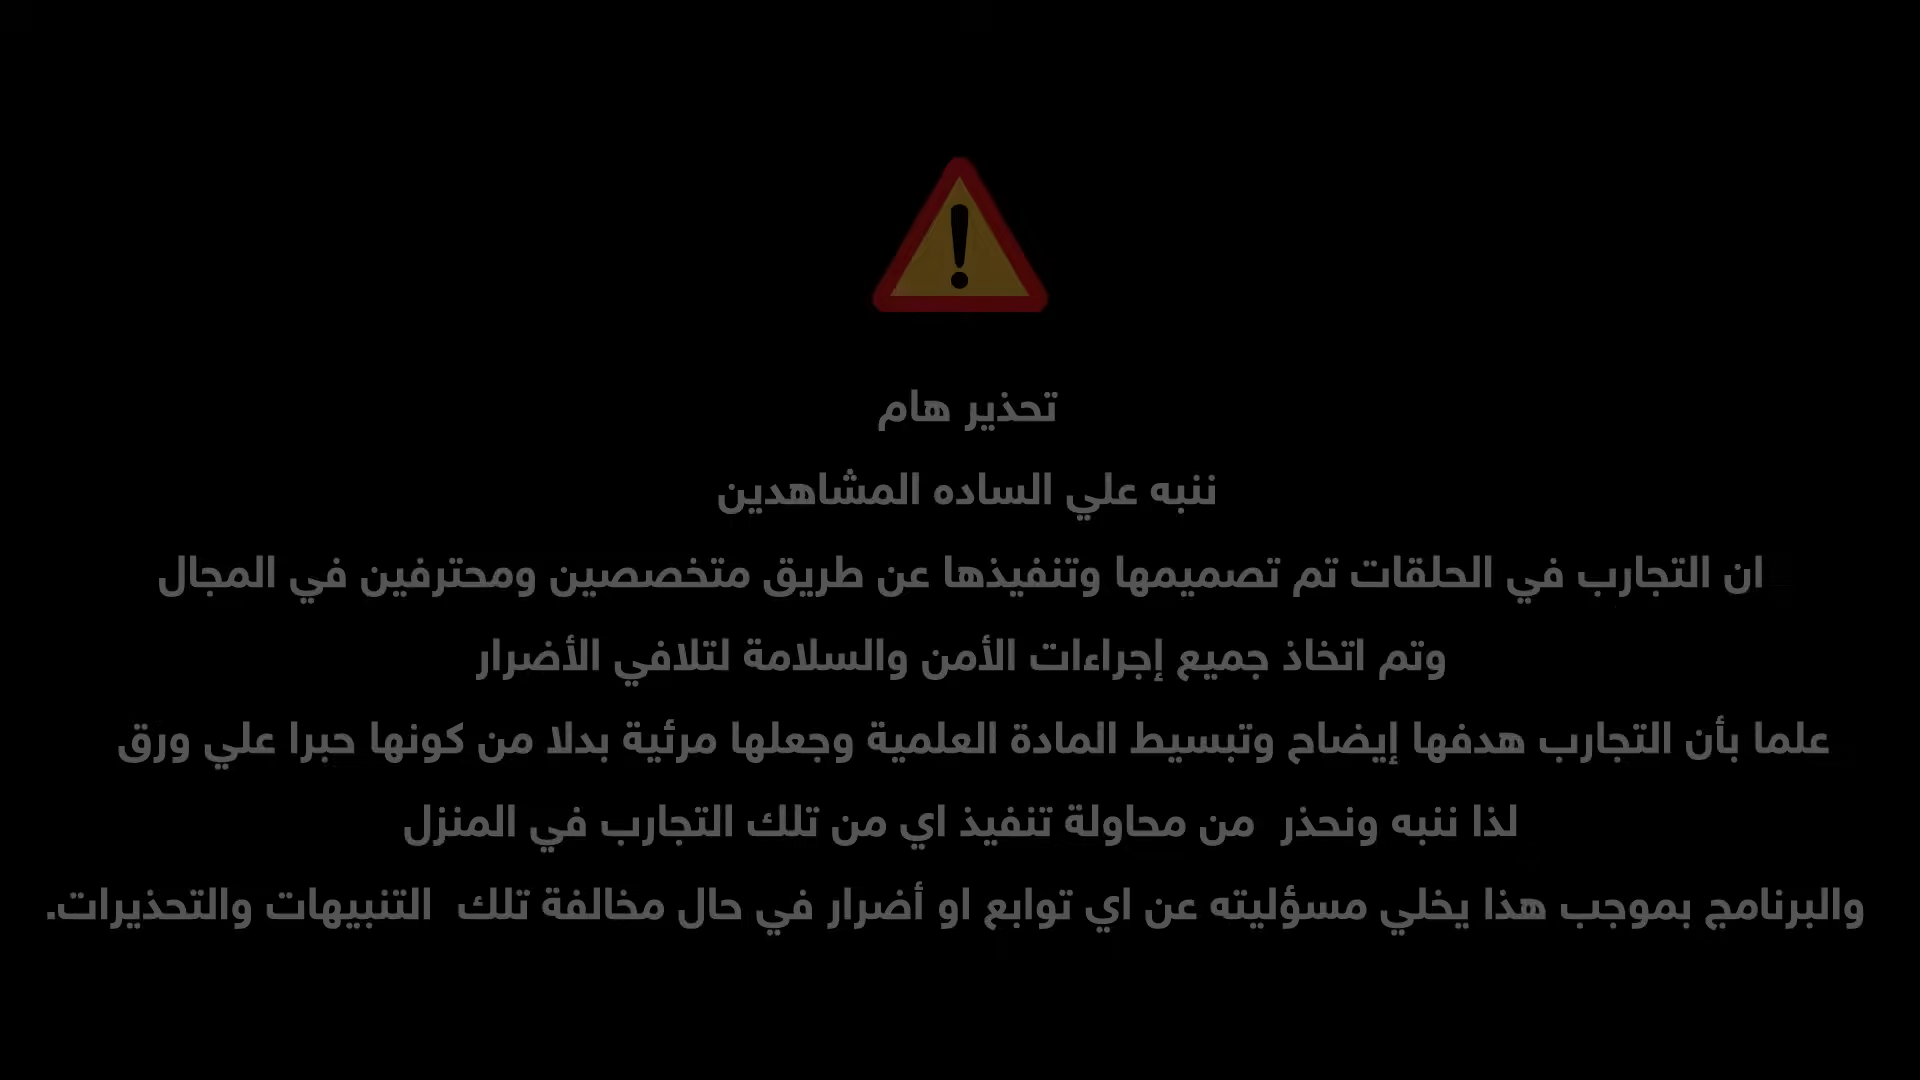 تحذير هام
ننبه علي الساده المشاهدين
ان التجارب في الحلقات تم تصميمها وتنفيذها عن طريق متخصصين ومحترفين في المجال
وتم اتخاذ جميع إجراءات الأمن والسلامة لتلافي الأضرار
علما بأن التجارب هدفها إيضاح وتبسيط المادة العلمية وجعلها مرئية بدلا من كونها حبرا علي ورق
لذا ننبه ونحذر من محاولة تنفيذ اي من تلك التجارب في المنزل
والبرنامج بموجب هذا يخلي مسؤليته عن اي توابع او أضرار في حال مخالفة تلك التنبيهات والتحذيرات.